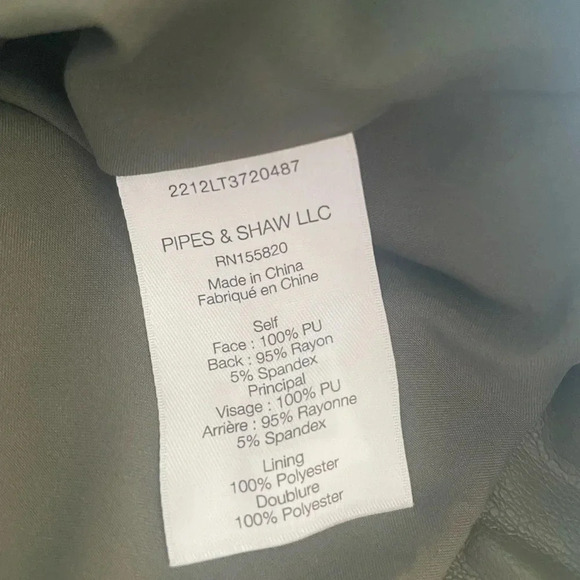 2212LT3720487
PIPES & SHAW LLC
RN155820
Made in China
Fabriqué en Chine
Self
Face : 100% PU
Back : 95% Rayon
5% Spandex
Principal
Visage : 100% PU
Arrière : 95% Rayonne
5% Spandex
Lining
100% Polyester
Doublure
100% Polyester